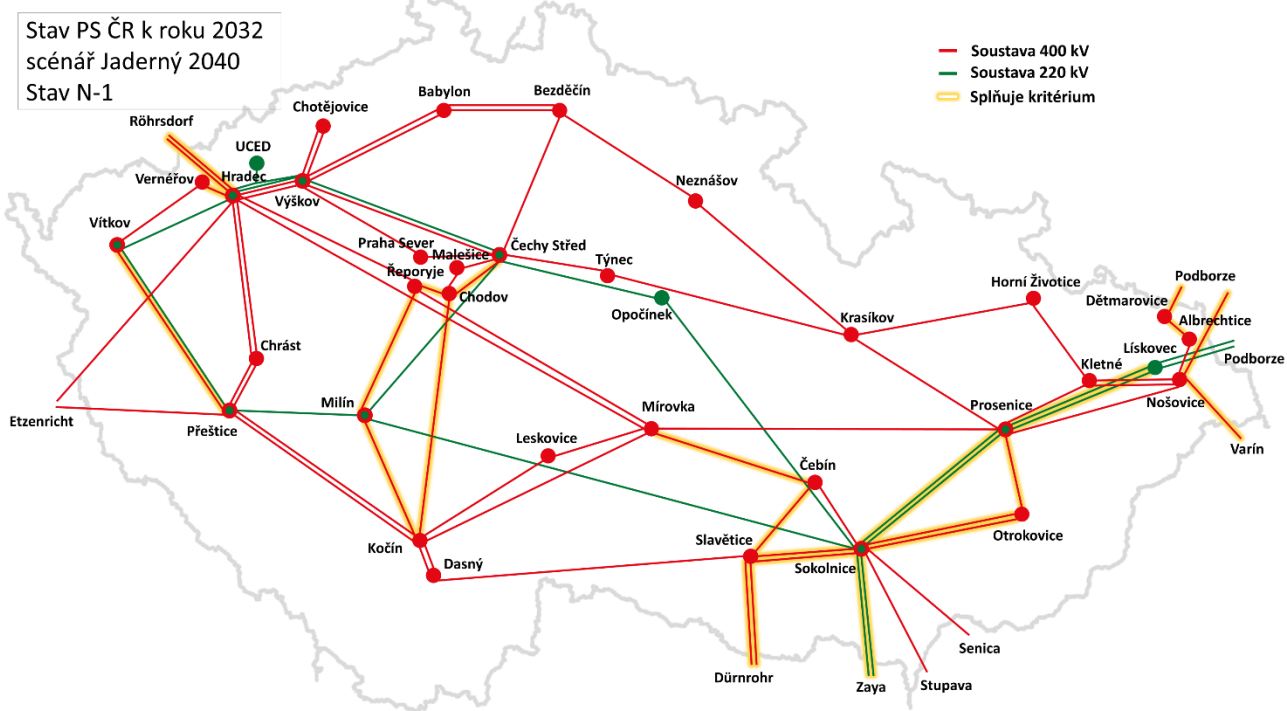 Stav PS ČR k roku 2032
scénář Jaderný 2040
Stav N-1
Soustava 400 kV
Soustava 220 kV
Splňuje kritérium
Babylon
Bezděčín
Chotějovice
Röhrsdorf
UCED
Vernéřov
Hradec
Výškov
Neznášov
Vítkov
Praha Sever
Malešice
Čechy Střed
Řeporyje
Týnec
Chodov
Opočínek
Horní Životice
Podborze
Dětmarovice
Albrechtice
Krasíkov
Lískovec
Podborze
Kletné
Nošovice
Chrást
Etzenricht
Přeštice
Milín
Mírovka
Prosenice
Leskovice
Varín
Čebín
Kočín
Dasný
Slavětice
Sokolnice
Otrokovice
Senica
Dürnrohr
Zaya
Stupava